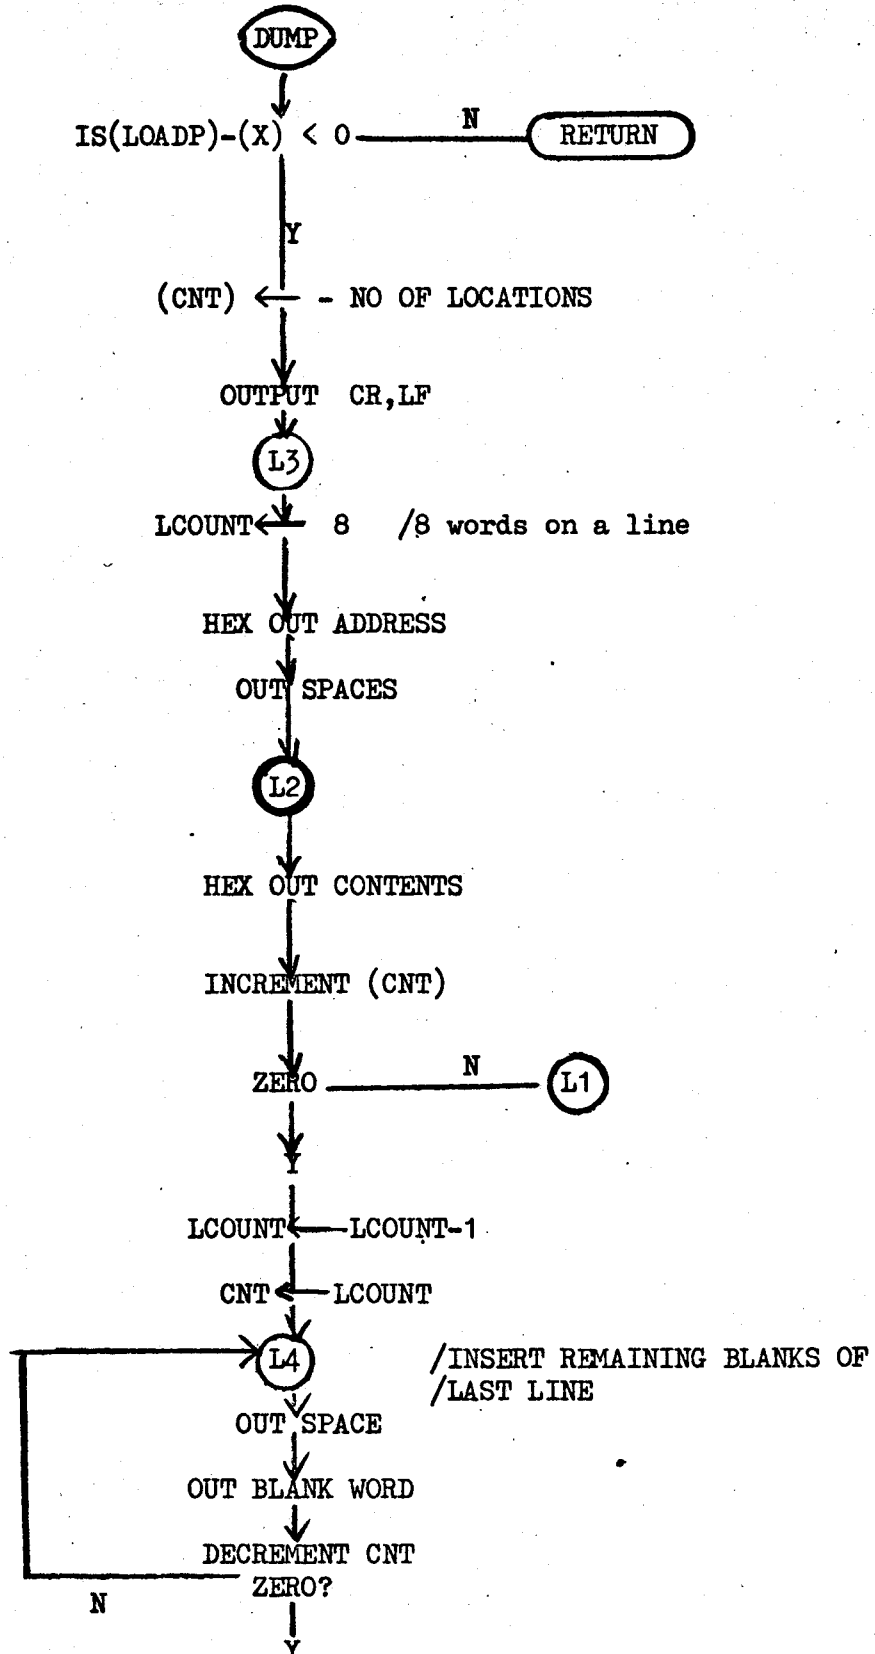 DUMP
IS(LOADP)-(X) < 0 N RETURN
Y
(CNT) ← - NO OF LOCATIONS
OUTPUT CR,LF
L3
LCOUNT ← 8 /8 words on a line
HEX OUT ADDRESS
OUT SPACES
L2
HEX OUT CONTENTS
INCREMENT (CNT)
ZERO N L1
Y
LCOUNT ← LCOUNT-1
CNT ← LCOUNT
L4 /INSERT REMAINING BLANKS OF
/LAST LINE
OUT SPACE
OUT BLANK WORD
DECREMENT CNT
ZERO?
N
Y